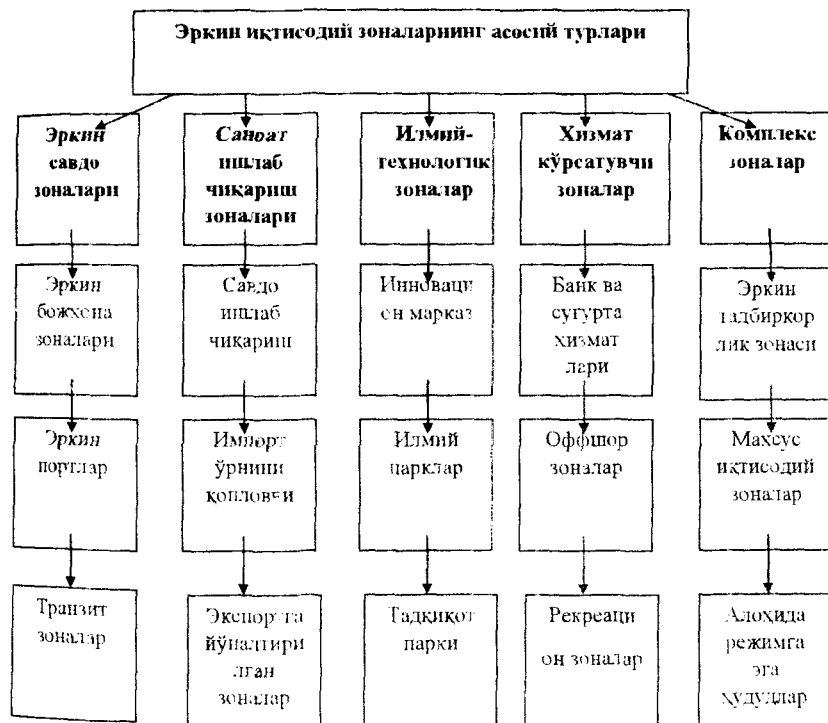 Эркин иқтисодий зоналарнинг асосий турлари
Эркин
савдо
зоналари
Саноат
ишлаб
чиқариш
зоналари
Илмий-
технологик
зоналар
Хизмат
кўрсатувчи
зоналар
Комплекс
зоналар
Эркин
божхона
зоналари
Савдо
ишлаб
чиқариш
Инноваци
он марказ
Банк ва
суғурта
хизмат
лари
Эркин
тадбиркор
лик зонаси
Эркин
портлар
Импорт
ўрнини
қопловчи
Илмий
парклар
Оффшор
зоналар
Махсус
иқтисодий
зоналар
Транзит
зоналар
Экспортга
йўналтири
лган
зоналар
Тадқиқот
парки
Рекреаци
он зоналар
Алоҳида
режимга
эга
ҳудудлар